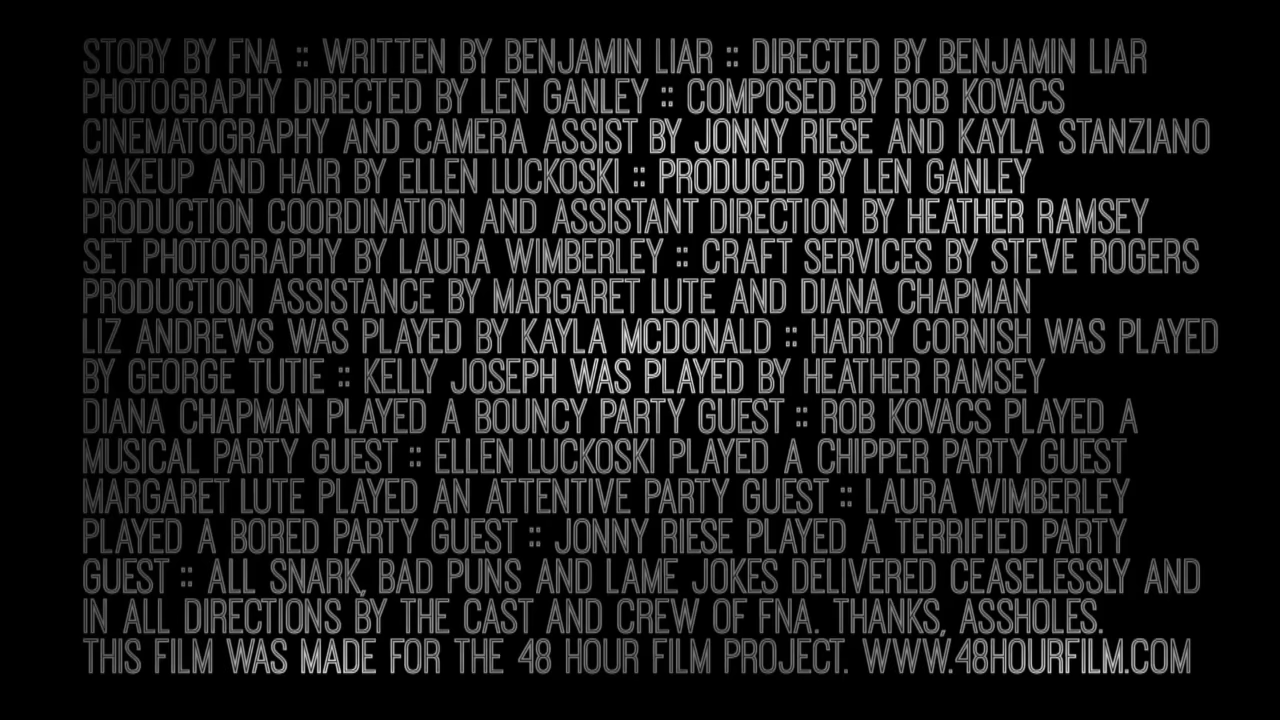 STORY BY FNA :: WRITTEN BY BENJAMIN LIAR :: DIRECTED BY BENJAMIN LIAR
PHOTOGRAPHY DIRECTED BY LEN GANLEY :: COMPOSED BY ROB KOVACS
CINEMATOGRAPHY AND CAMERA ASSIST BY JONNY RIESE AND KAYLA STANZIANO
MAKEUP AND HAIR BY ELLEN LUCKOSKI :: PRODUCED BY LEN GANLEY
PRODUCTION COORDINATION AND ASSISTANT DIRECTION BY HEATHER RAMSEY
SET PHOTOGRAPHY BY LAURA WIMBERLEY :: CRAFT SERVICES BY STEVE ROGERS
PRODUCTION ASSISTANCE BY MARGARET LUTE AND DIANA CHAPMAN
LIZ ANDREWS WAS PLAYED BY KAYLA MCDONALD :: HARRY CORNISH WAS PLAYED
BY GEORGE TUTIE :: KELLY JOSEPH WAS PLAYED BY HEATHER RAMSEY
DIANA CHAPMAN PLAYED A BOUNCY PARTY GUEST :: ROB KOVACS PLAYED A
MUSICAL PARTY GUEST :: ELLEN LUCKOSKI PLAYED A CHIPPER PARTY GUEST
MARGARET LUTE PLAYED AN ATTENTIVE PARTY GUEST :: LAURA WIMBERLEY
PLAYED A BORED PARTY GUEST :: JONNY RIESE PLAYED A TERRIFIED PARTY
GUEST :: ALL SNARK, BAD PUNS AND LAME JOKES DELIVERED CEASELESSLY AND
IN ALL DIRECTIONS BY THE CAST AND CREW OF FNA. THANKS, ASSHOLES.
THIS FILM WAS MADE FOR THE 48 HOUR FILM PROJECT. WWW.48HOURFILM.COM